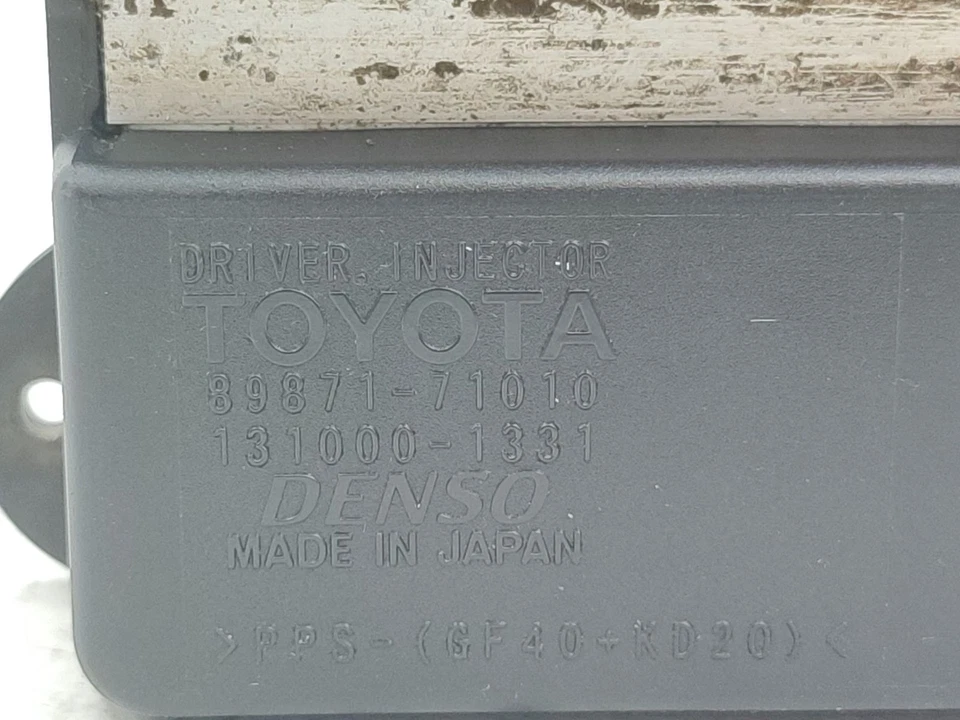 DRIVER. INJECTOR
TOYOTA
89871-71010
131000-1331
DENSO
MADE IN JAPAN
>PPS-(GF40+KD20)<